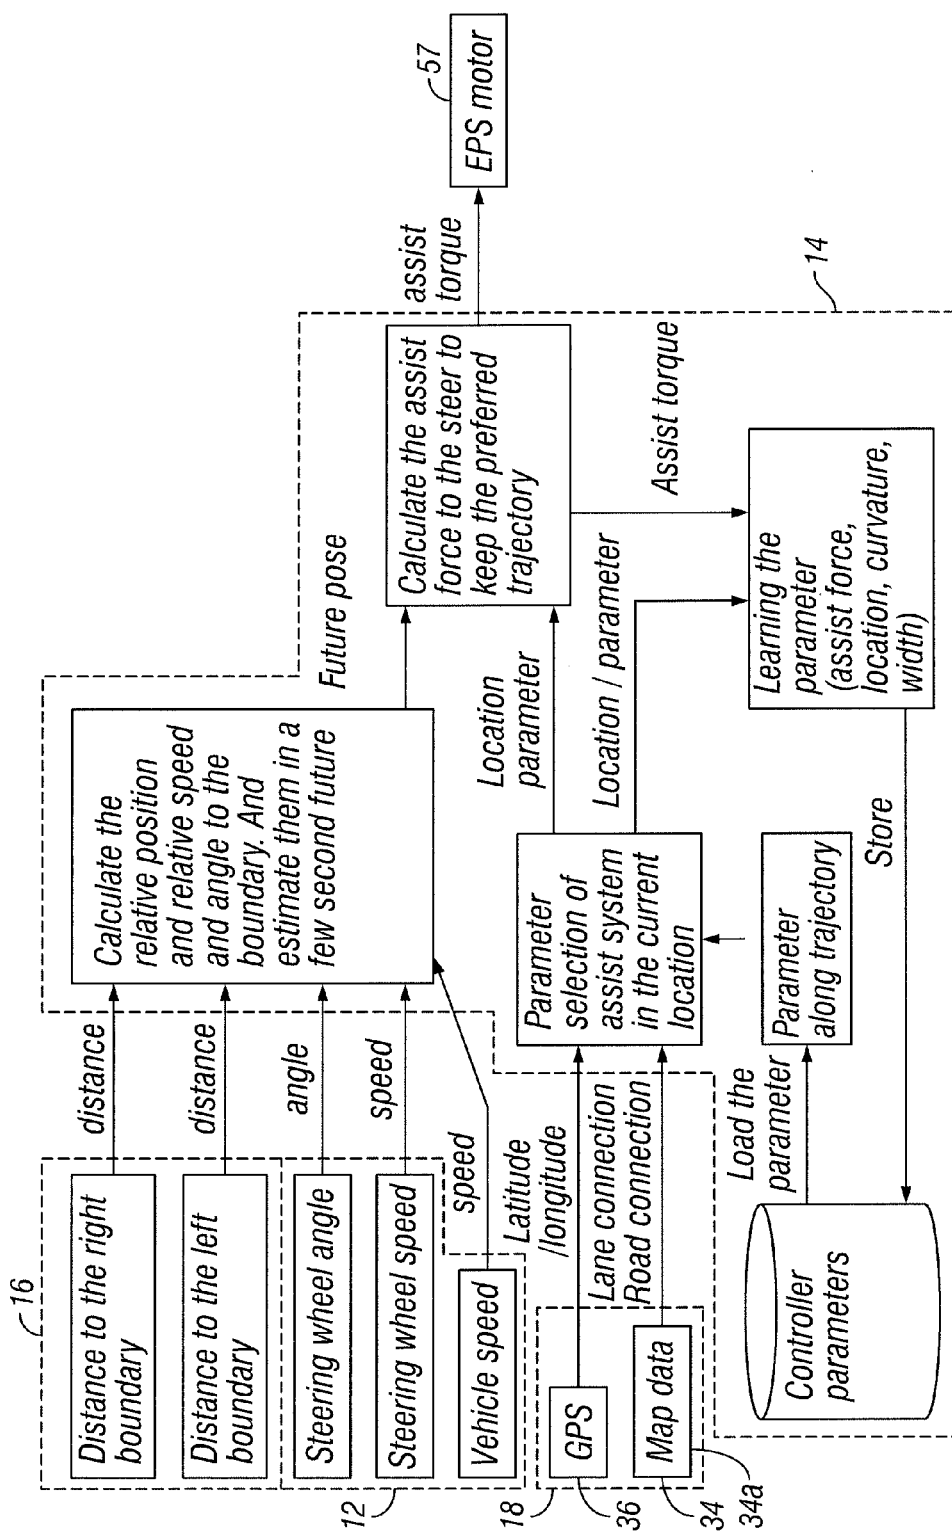 16
Distance to the right
boundary
Distance to the left
boundary
Steering wheel angle
Steering wheel speed
Vehicle speed
12
distance
distance
angle
speed
speed
Calculate the
relative position
and relative speed
and angle to the
boundary. And
estimate them in a
few second future
Future pose
18
GPS
36
Map data
34
34a
Latitude
/longitude
Lane connection
Road connection
Parameter
selection of
assist system
in the current
location
Location
parameter
Location / parameter
Calculate the assist
force to the steer to
keep the preferred
trajectory
assist
torque
EPS motor
57
Assist torque
14
Controller
parameters
Load the
parameter
Parameter
along trajectory
Learning the
parameter
(assist force,
location, curvature,
width)
Store